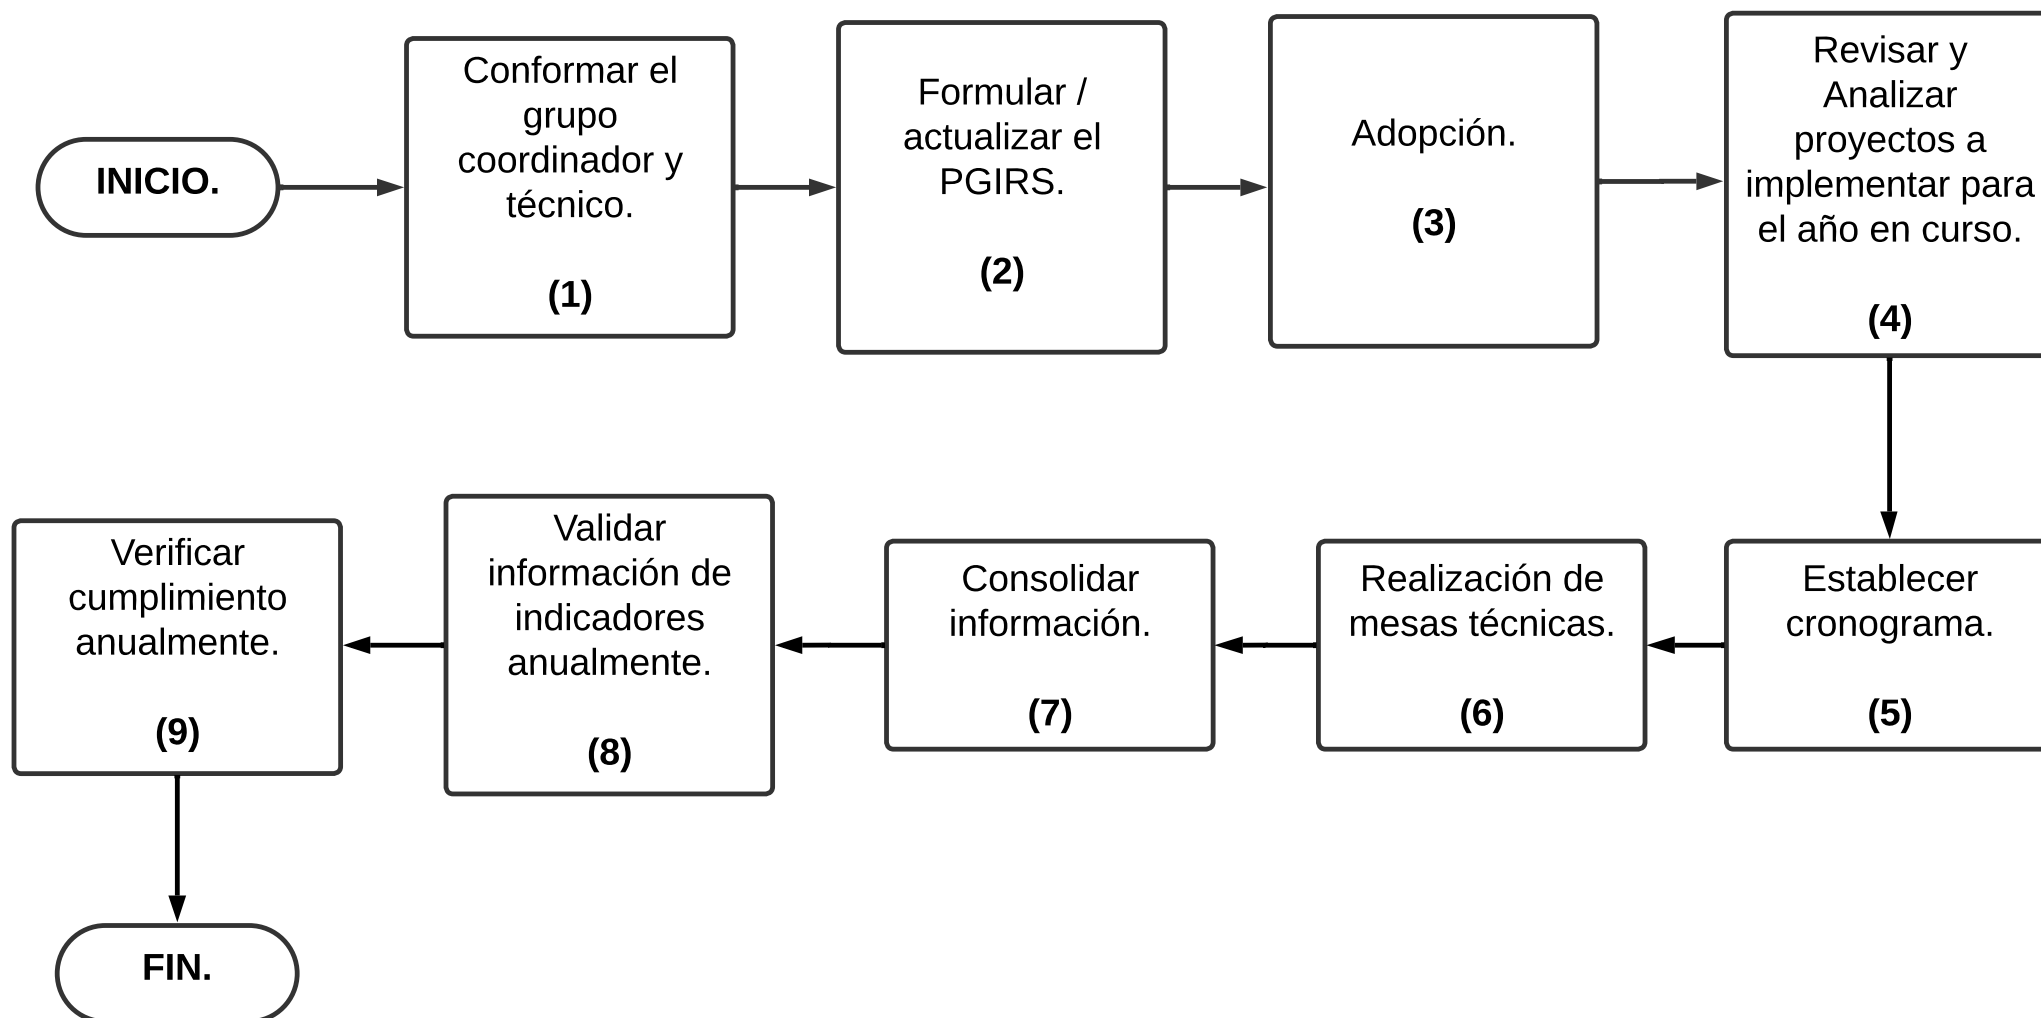 INICIO.
Conformar el
grupo
coordinador y
técnico.
(1)
Formular /
actualizar el
PGIRS.
(2)
Adopción.
(3)
Revisar y
Analizar
proyectos a
implementar para
el año en curso.
(4)
Establecer
cronograma.
(5)
Realización de
mesas técnicas.
(6)
Consolidar
información.
(7)
Validar
información de
indicadores
anualmente.
(8)
Verificar
cumplimiento
anualmente.
(9)
FIN.